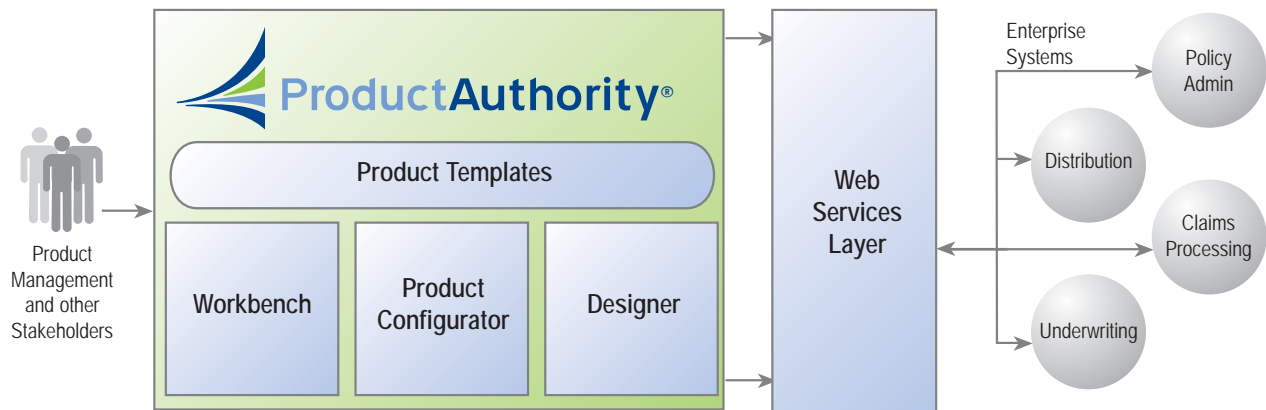 Product
Management
and other
Stakeholders
ProductAuthority®
Product Templates
Workbench
Product
Configurator
Designer
Web
Services
Layer
Enterprise
Systems
Policy
Admin
Distribution
Claims
Processing
Underwriting